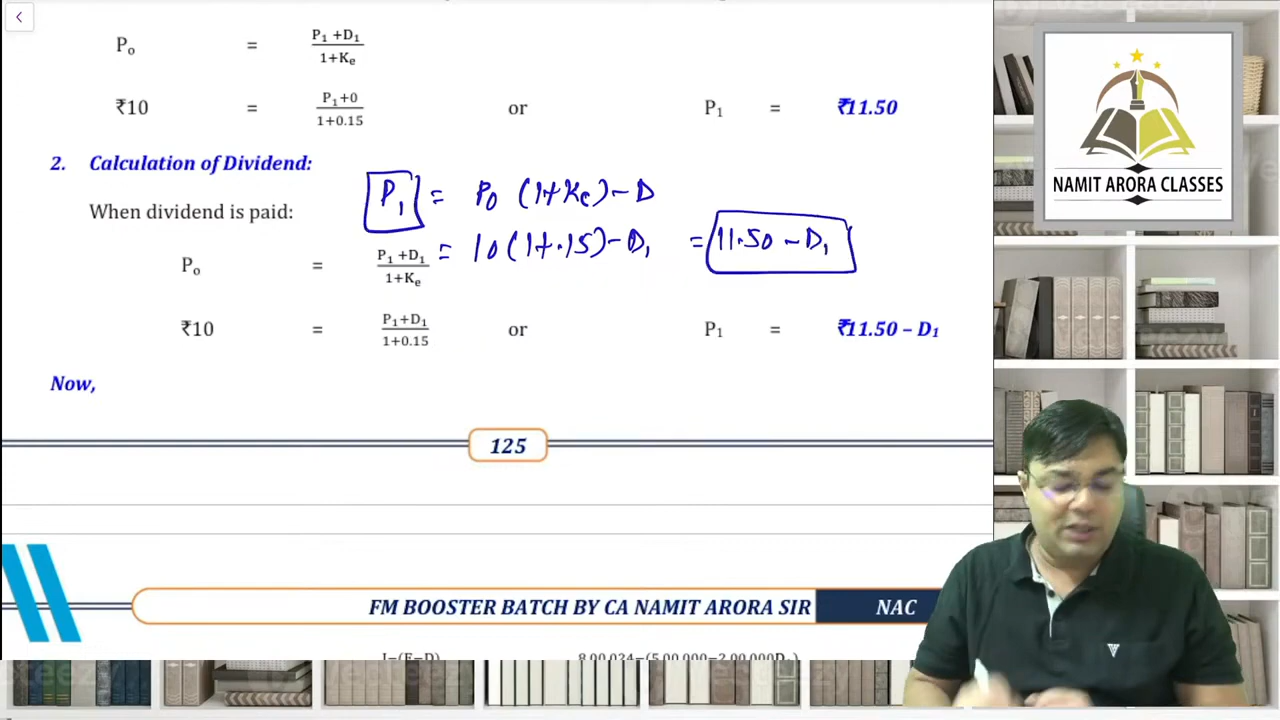 Po = P1 +D1 / 1+Ke
₹10 = P1+0 / 1+0.15 or P1 = ₹11.50
2. Calculation of Dividend:
P1 = P0 (1+Ke) - D
When dividend is paid:
= 10 (1+.15) - D1 = 11.50 - D1
Po = P1 +D1 / 1+Ke
₹10 = P1+D1 / 1+0.15 or P1 = ₹11.50 – D1
Now,
125
FM BOOSTER BATCH BY CA NAMIT ARORA SIR NAC
NAMIT ARORA CLASSES